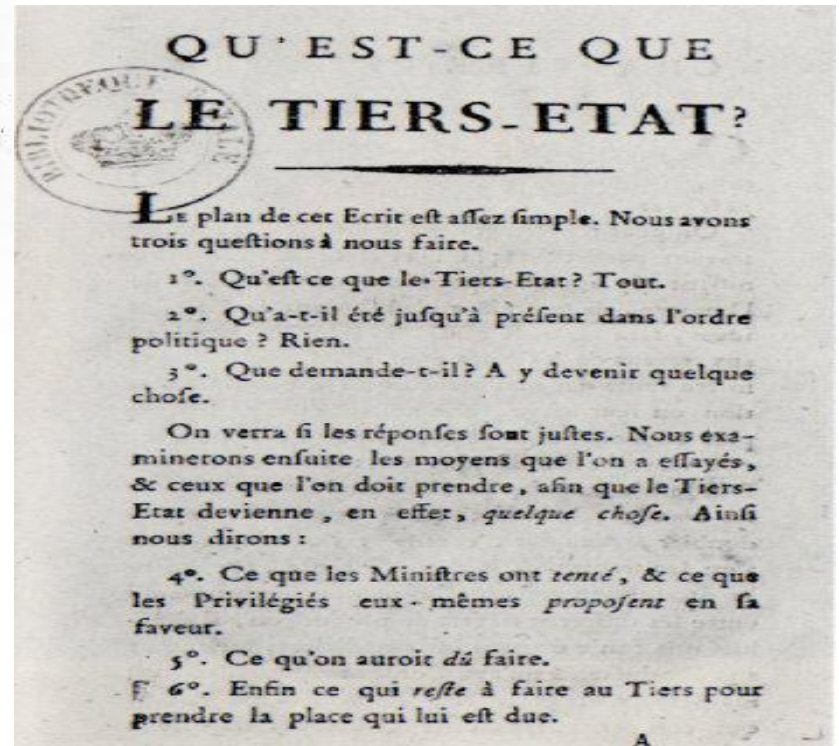 QU'EST-CE QUE
LE TIERS-ETAT?
BIBLIOTHEQUE ROYALE
LE plan de cet Ecrit eſt aſſez ſimple. Nous avons
trois queſtions à nous faire.
1°. Qu'eſt ce que le Tiers-Etat? Tout.
2°. Qu'a-t-il été juſqu'à préſent dans l'ordre
politique? Rien.
3°. Que demande-t-il? A y devenir quelque
choſe.
On verra ſi les réponſes ſont juſtes. Nous exa-
minerons enſuite les moyens que l'on a eſſayés,
& ceux que l'on doit prendre, afin que le Tiers-
Etat devienne, en effet, quelque choſe. Ainſi
nous dirons:
4°. Ce que les Miniſtres ont tenté, & ce que
les Privilégiés eux-mêmes propoſent en ſa
faveur.
5°. Ce qu'on auroit dû faire.
6°. Enfin ce qui reſte à faire au Tiers pour
prendre la place qui lui eſt due.
A